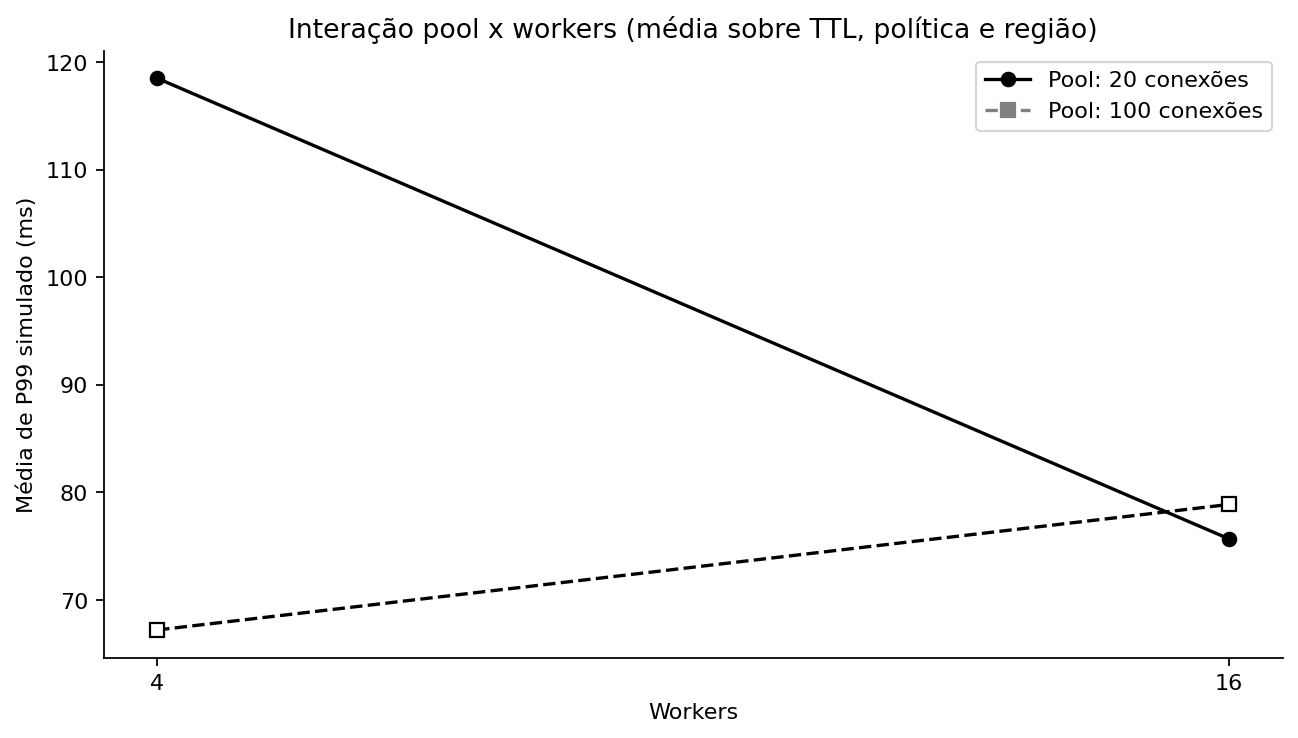 Interação pool x workers (média sobre TTL, política e região)
Pool: 20 conexões
Pool: 100 conexões
Média de P99 simulado (ms)
120
110
100
90
80
70
4
16
Workers